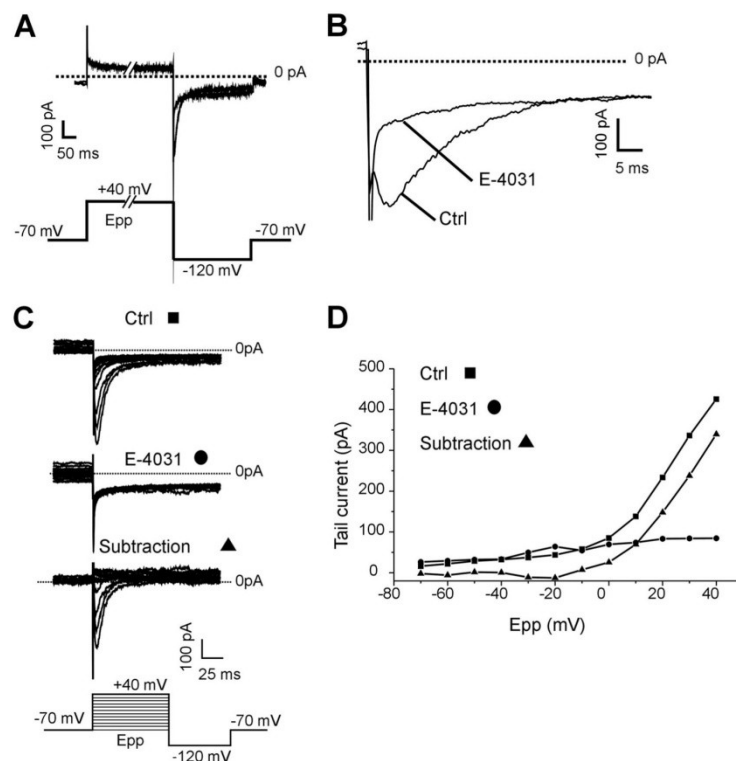 A
0 pA
100 pA
50 ms
+40 mV
Epp
-70 mV
-70 mV
-120 mV
B
0 pA
E-4031
Ctrl
100 pA
5 ms
C
Ctrl
0pA
E-4031
0pA
Subtraction
0pA
100 pA
25 ms
+40 mV
-70 mV
-70 mV
Epp
-120 mV
D
500
400
300
200
100
0
Tail current (pA)
Ctrl
E-4031
Subtraction
-80 -60 -40 -20 0 20 40
Epp (mV)